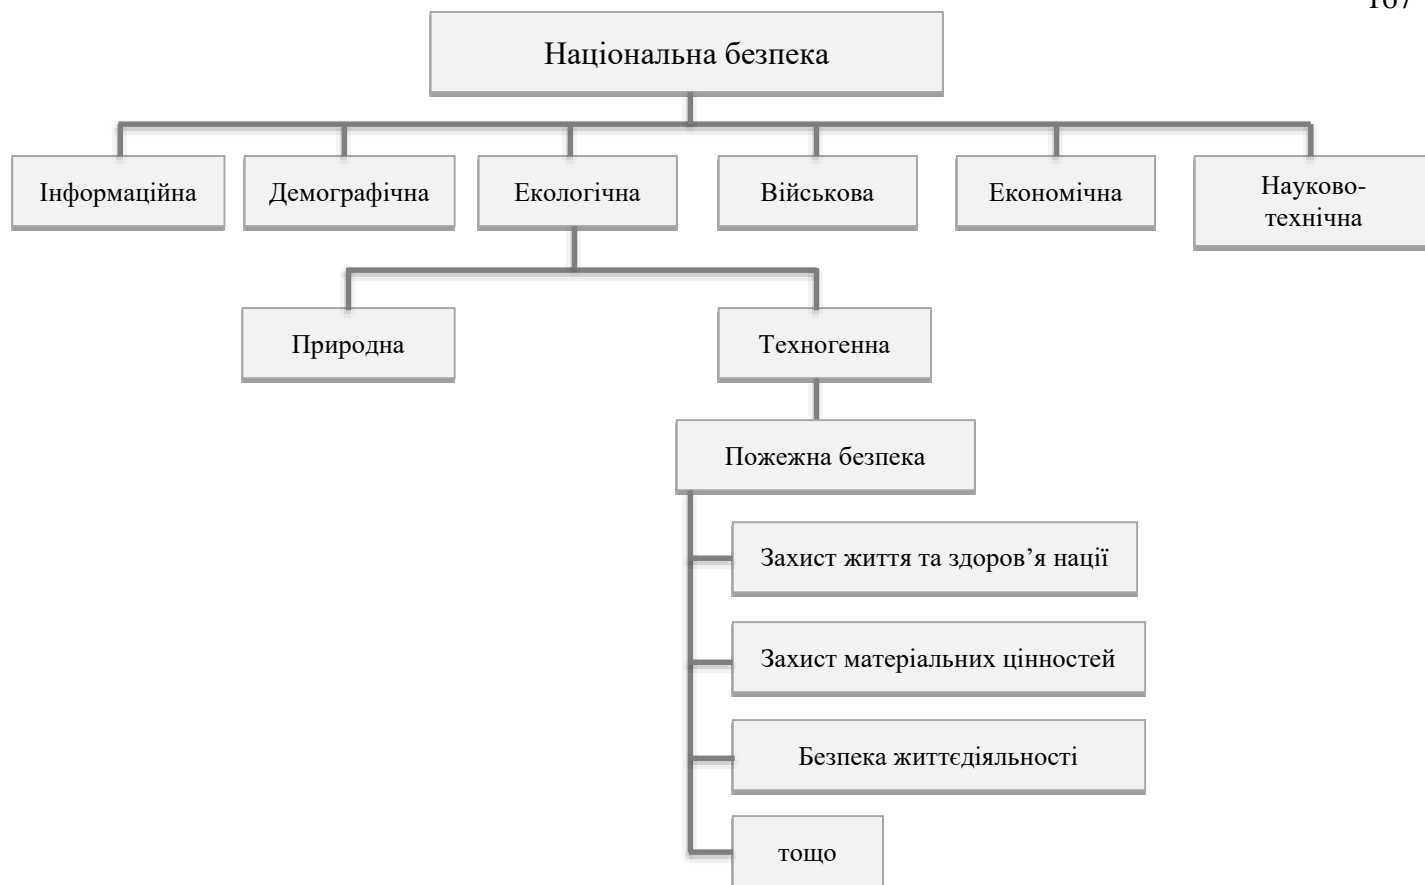 167
Національна безпека
Інформаційна
Демографічна
Екологічна
Військова
Економічна
Науково-
технічна
Природна
Техногенна
Пожежна безпека
Захист життя та здоров’я нації
Захист матеріальних цінностей
Безпека життєдіяльності
тощо